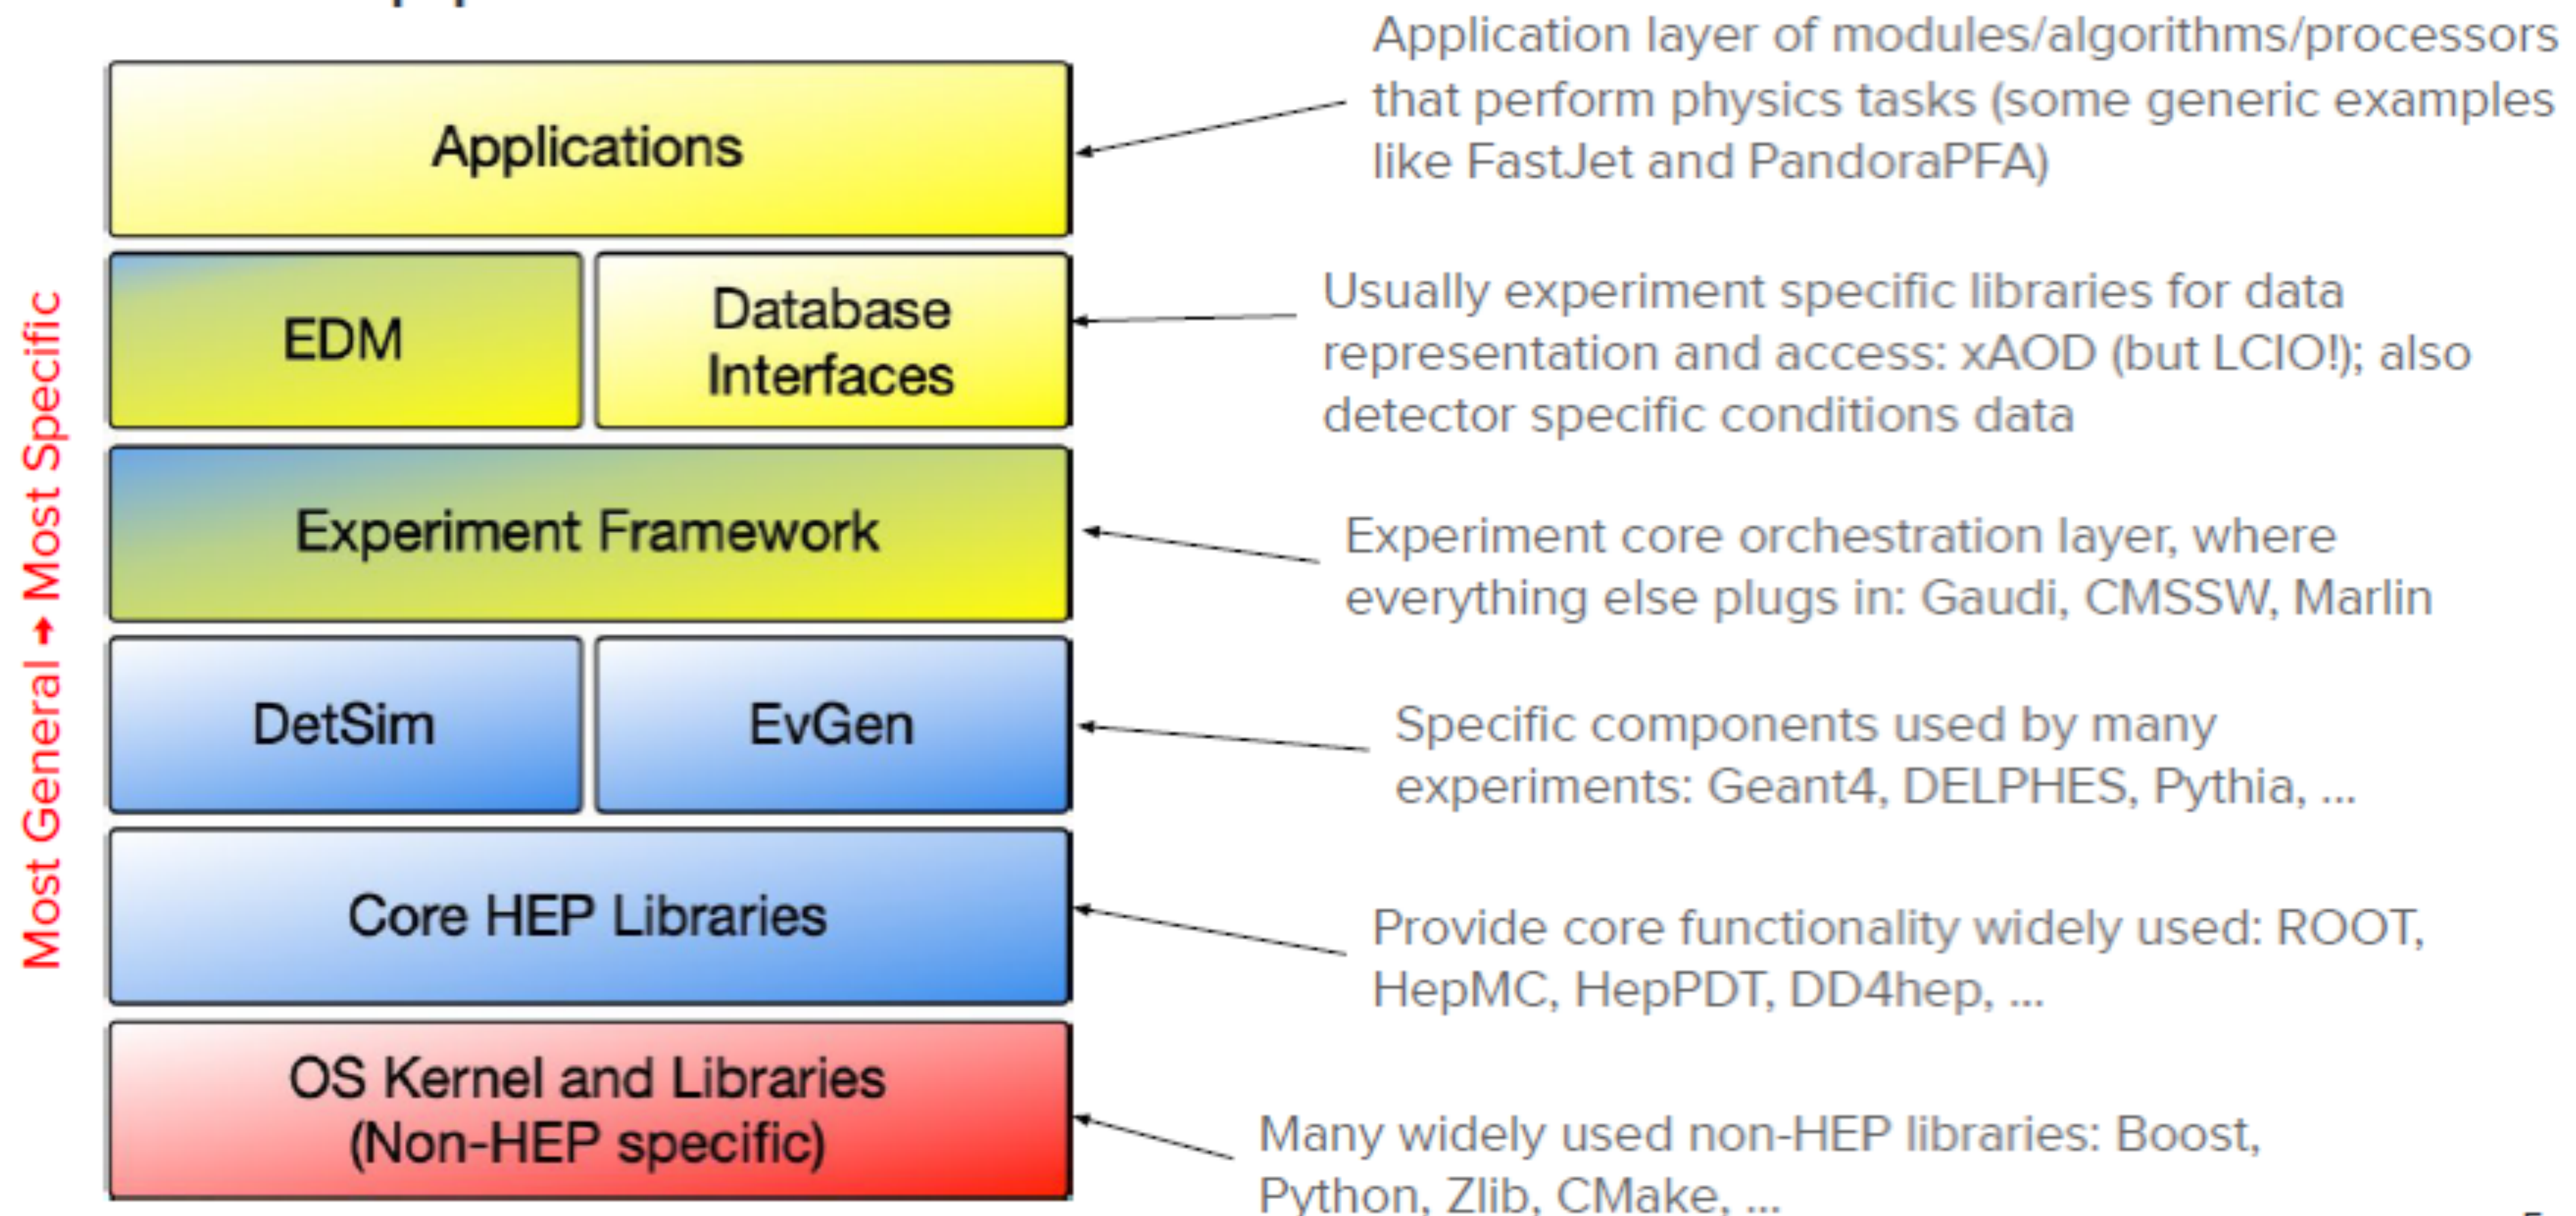 Applications
Application layer of modules/algorithms/processors
that perform physics tasks (some generic examples
like FastJet and PandoraPFA)
EDM
Database
Interfaces
Usually experiment specific libraries for data
representation and access: xAOD (but LCIO!); also
detector specific conditions data
Experiment Framework
Experiment core orchestration layer, where
everything else plugs in: Gaudi, CMSSW, Marlin
DetSim
EvGen
Specific components used by many
experiments: Geant4, DELPHES, Pythia, ...
Core HEP Libraries
Provide core functionality widely used: ROOT,
HepMC, HepPDT, DD4hep, ...
OS Kernel and Libraries
(Non-HEP specific)
Many widely used non-HEP libraries: Boost,
Python, Zlib, CMake, ...
Most General → Most Specific